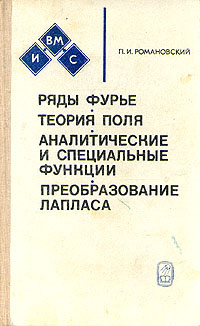 ВМ
И С
П. И. РОМАНОВСКИЙ
РЯДЫ ФУРЬЕ
ТЕОРИЯ ПОЛЯ
АНАЛИТИЧЕСКИЕ
И СПЕЦИАЛЬНЫЕ
ФУНКЦИИ
ПРЕОБРАЗОВАНИЕ
ЛАПЛАСА